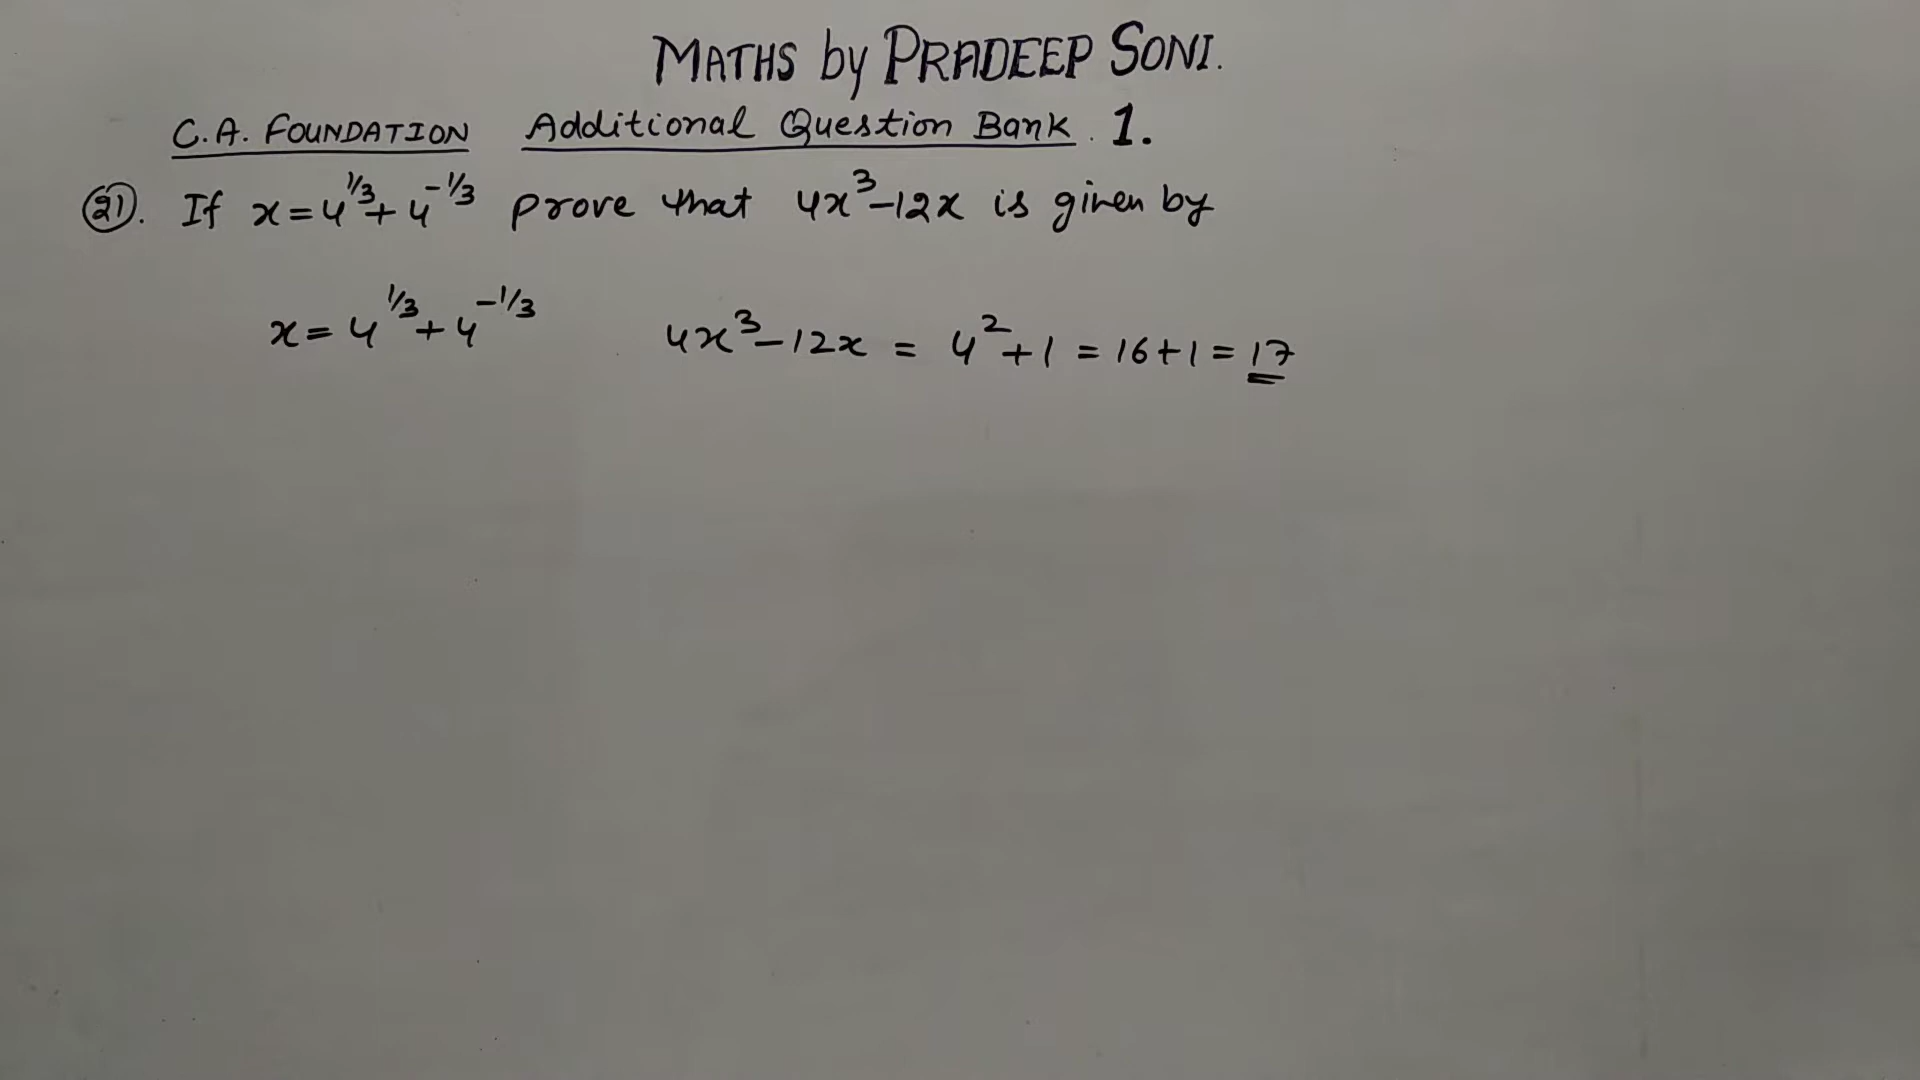 MATHS by PRADEEP SONI.
C.A. FOUNDATION Additional Question Bank. 1.
(21). If x = 4^1/3 + 4^-1/3 prove that 4x^3 - 12x is given by
x = 4^1/3 + 4^-1/3 4x^3 - 12x = 4^2 + 1 = 16 + 1 = 17